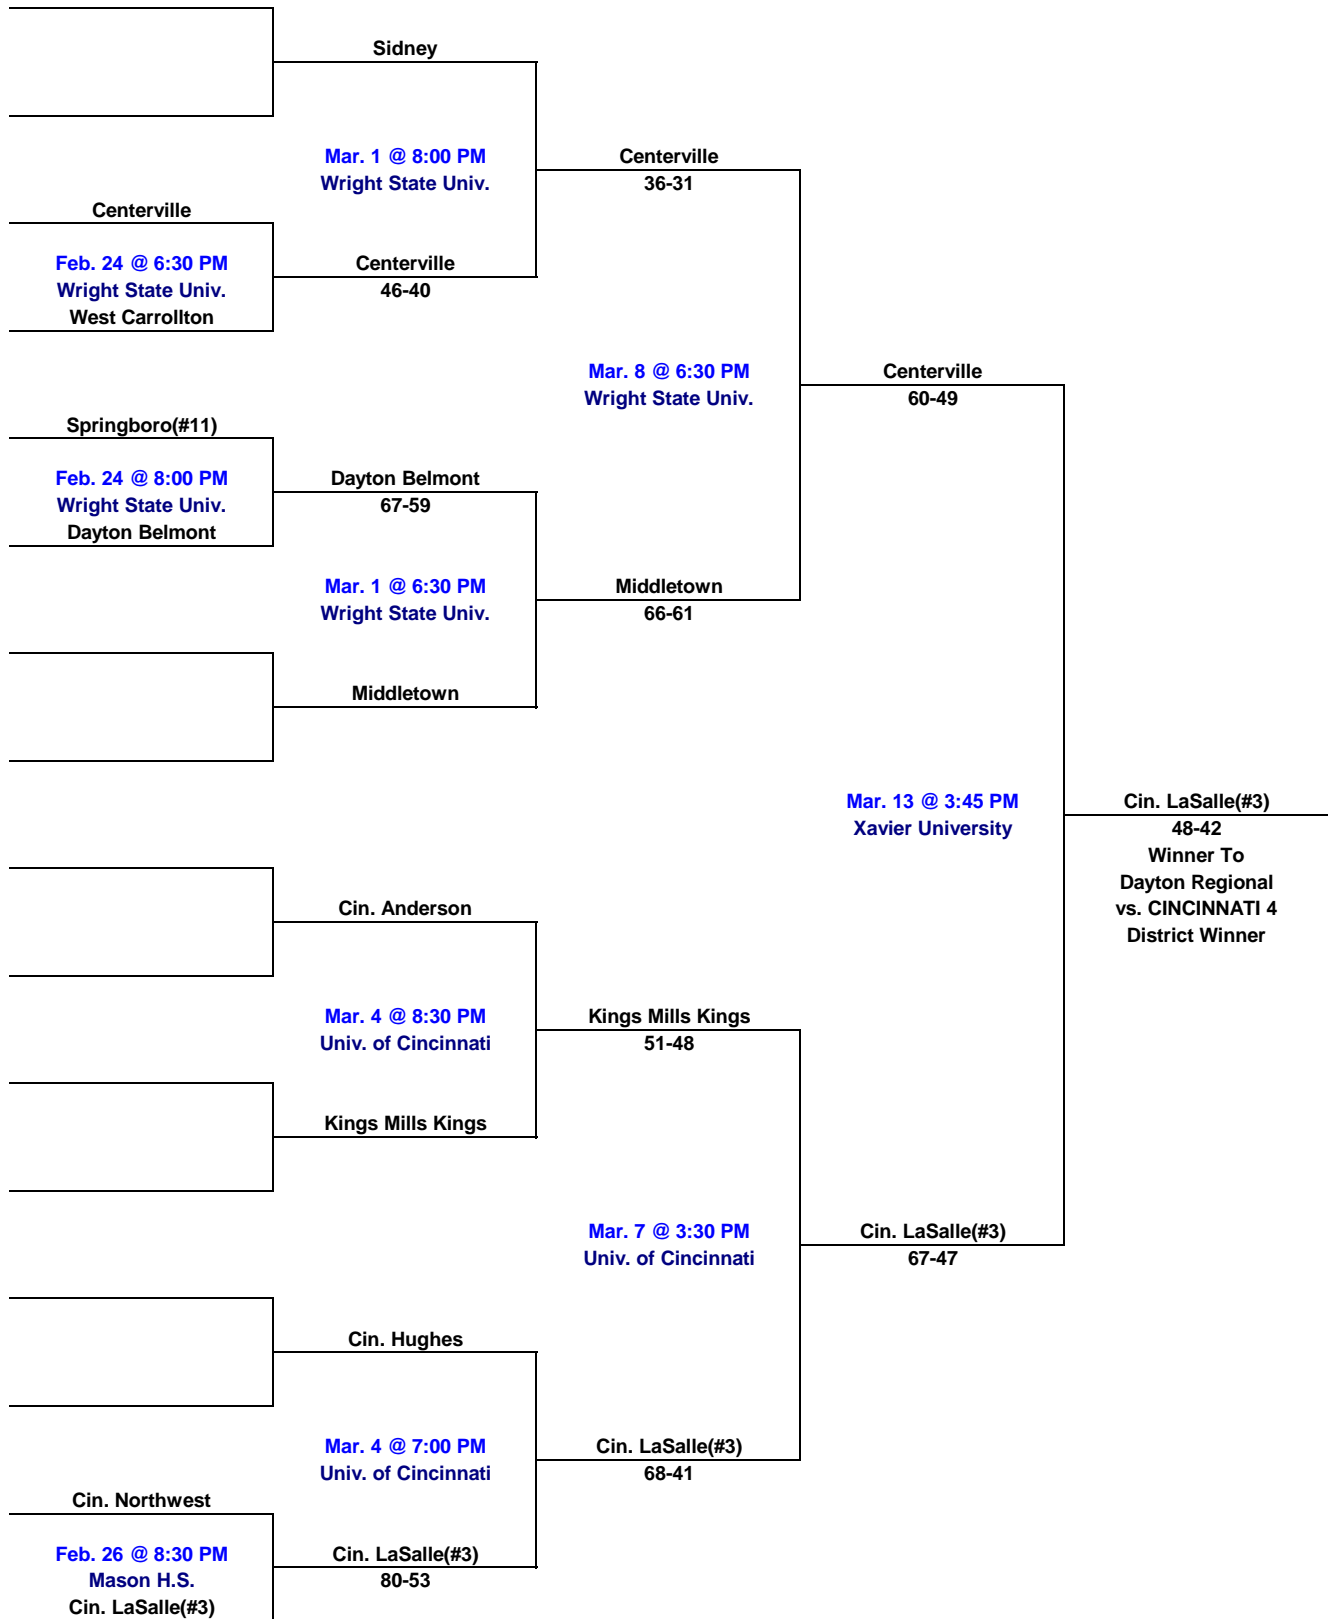 Sidney
Mar. 1 @ 8:00 PM
Wright State Univ.
Centerville
36-31
Centerville
Feb. 24 @ 6:30 PM
Wright State Univ.
West Carrollton
Centerville
46-40
Mar. 8 @ 6:30 PM
Wright State Univ.
Centerville
60-49
Springboro(#11)
Feb. 24 @ 8:00 PM
Wright State Univ.
Dayton Belmont
Dayton Belmont
67-59
Mar. 1 @ 6:30 PM
Wright State Univ.
Middletown
66-61
Middletown
Mar. 13 @ 3:45 PM
Xavier University
Cin. LaSalle(#3)
48-42
Winner To
Dayton Regional
vs. CINCINNATI 4
District Winner
Cin. Anderson
Mar. 4 @ 8:30 PM
Univ. of Cincinnati
Kings Mills Kings
51-48
Kings Mills Kings
Mar. 7 @ 3:30 PM
Univ. of Cincinnati
Cin. LaSalle(#3)
67-47
Cin. Hughes
Mar. 4 @ 7:00 PM
Univ. of Cincinnati
Cin. LaSalle(#3)
68-41
Cin. Northwest
Feb. 26 @ 8:30 PM
Mason H.S.
Cin. LaSalle(#3)
Cin. LaSalle(#3)
80-53